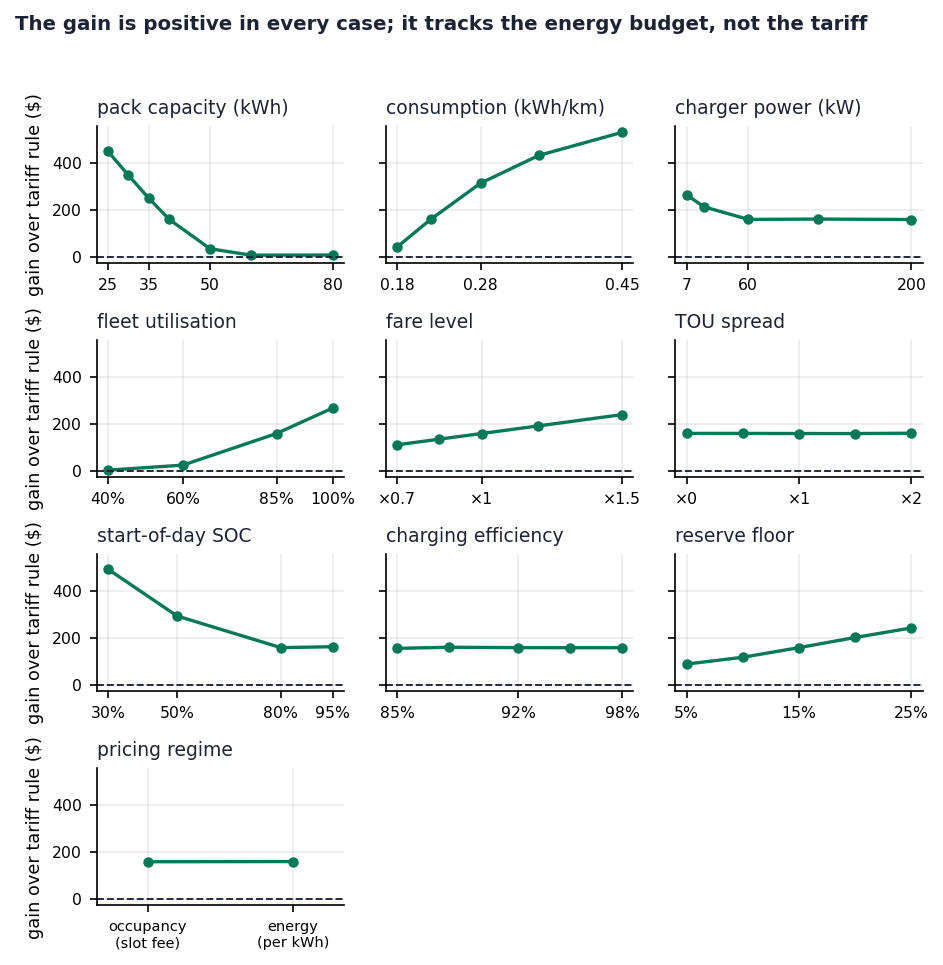 The gain is positive in every case; it tracks the energy budget, not the tariff
pack capacity (kWh)
consumption (kWh/km)
charger power (kW)
gain over tariff rule ($)
400
200
0
25 35 50 80
0.18 0.28 0.45
7 60 200
fleet utilisation
fare level
TOU spread
gain over tariff rule ($)
400
200
0
40% 60% 85% 100%
×0.7 ×1 ×1.5
×0 ×1 ×2
start-of-day SOC
charging efficiency
reserve floor
gain over tariff rule ($)
400
200
0
30% 50% 80% 95%
85% 92% 98%
5% 15% 25%
pricing regime
gain over tariff rule ($)
400
200
0
occupancy
(slot fee)
energy
(per kWh)